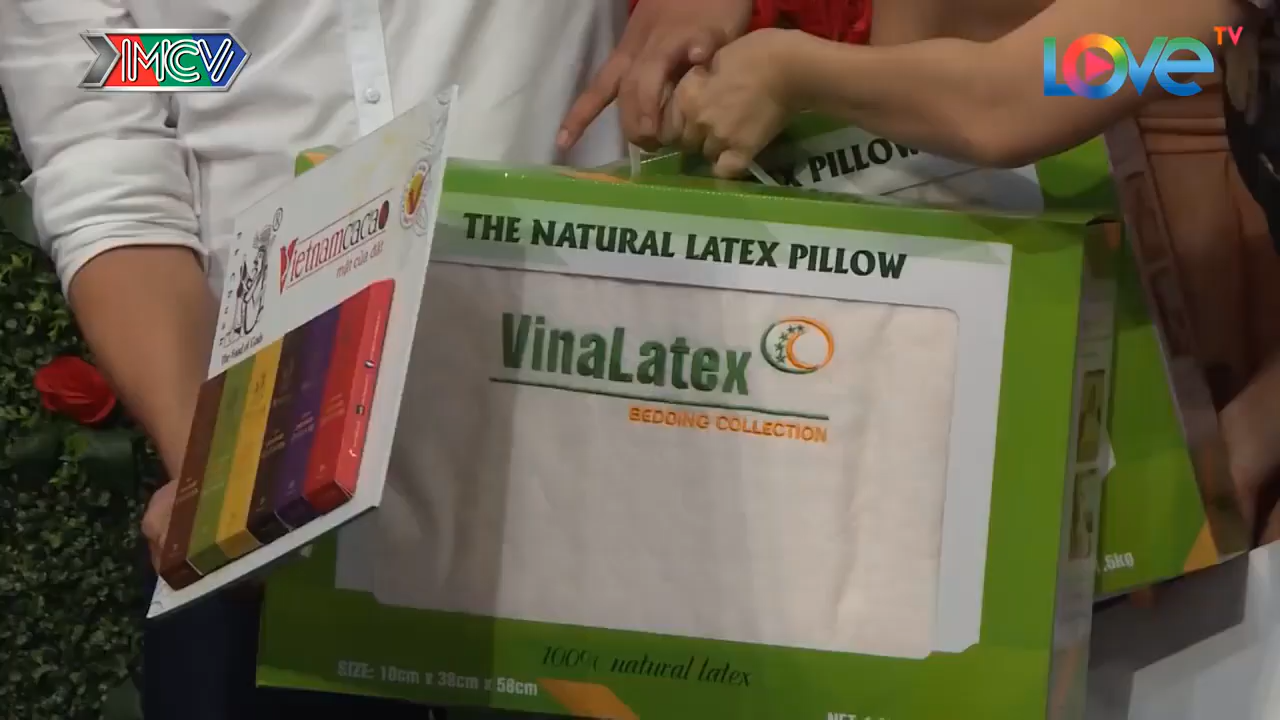 MCV
LOVE TV
X PILLOW
THE NATURAL LATEX PILLOW
Vietnamcacao
mật của đất
The Food of Gods
VinaLatex
BEDDING COLLECTION
100% natural latex
SIZE: 10cm x 38cm x 58cm